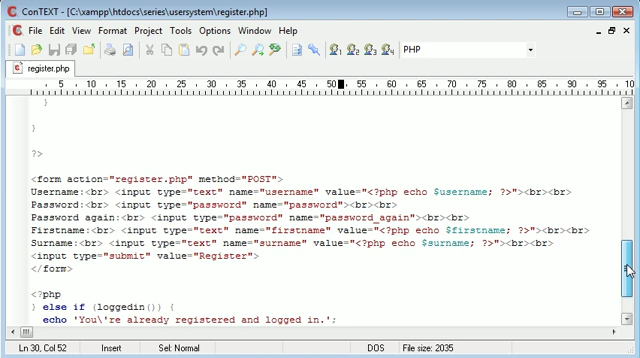 ConTEXT - [C:\xampp\htdocs\series\usersystem\register.php]
File Edit View Format Project Tools Options Window Help
1 2 3 4 PHP
register.php
5 10 15 20 25 30 35 40 45 50 55 60 65 70 75 80 85 90 95 100
}
}
?>
<form action="register.php" method="POST">
Username:<br> <input type="text" name="username" value="<?php echo $username; ?>"><br><br>
Password:<br> <input type="password" name="password"><br><br>
Password again:<br> <input type="password" name="password_again"><br><br>
Firstname:<br> <input type="text" name="firstname" value="<?php echo $firstname; ?>"><br><br>
Surname:<br> <input type="text" name="surname" value="<?php echo $surname; ?>"><br><br>
<input type="submit" value="Register">
</form>
<?php
} else if (loggedin()) {
echo 'You\'re already registered and logged in.';
Ln 30, Col 52 Insert Sel: Normal DOS File size: 2035